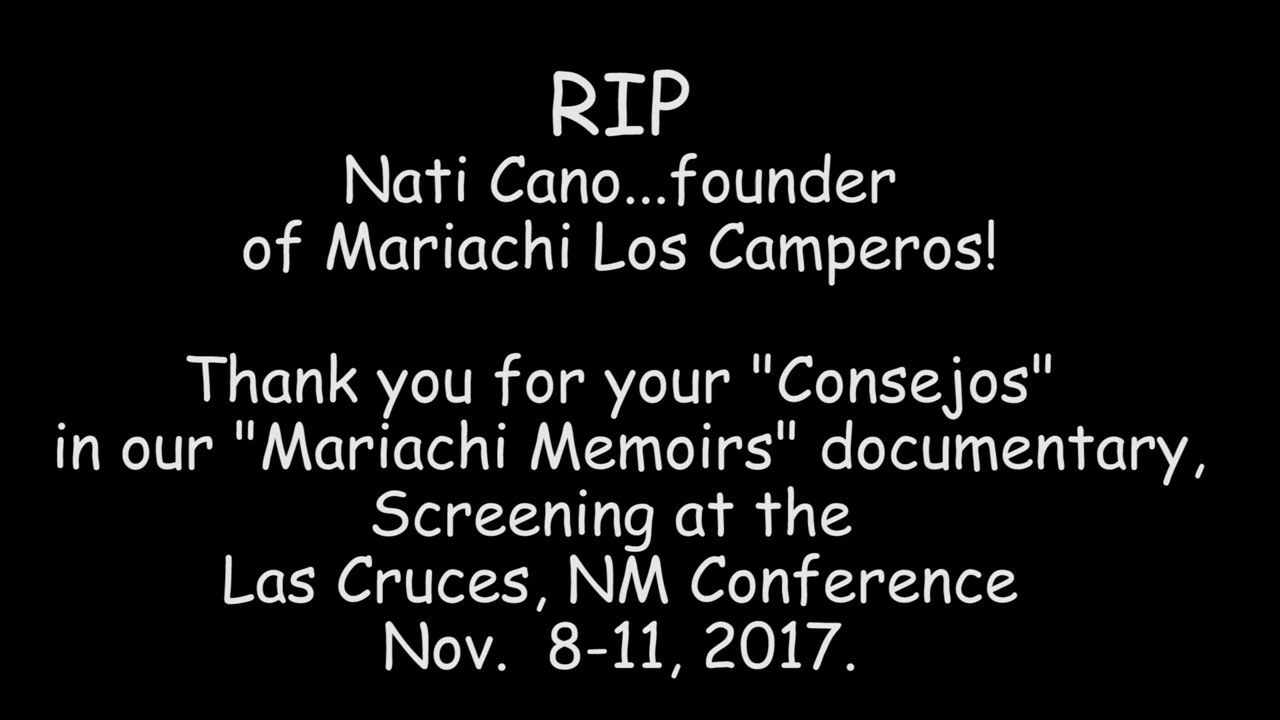 RIP
Nati Cano...founder
of Mariachi Los Camperos!
Thank you for your "Consejos"
in our "Mariachi Memoirs" documentary,
Screening at the
Las Cruces, NM Conference
Nov.  8-11, 2017.